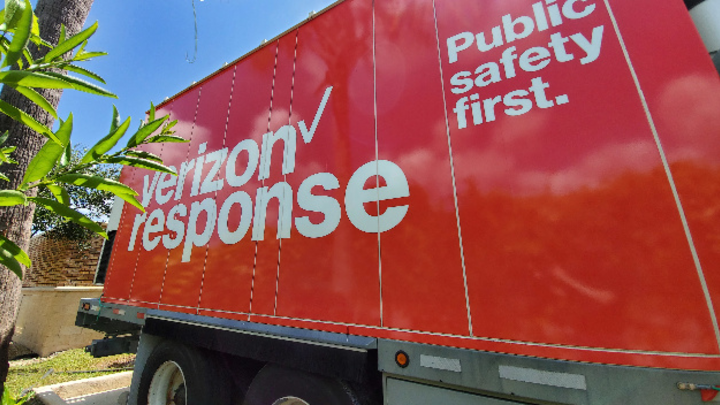 verizon✓
response
Public
safety
first.